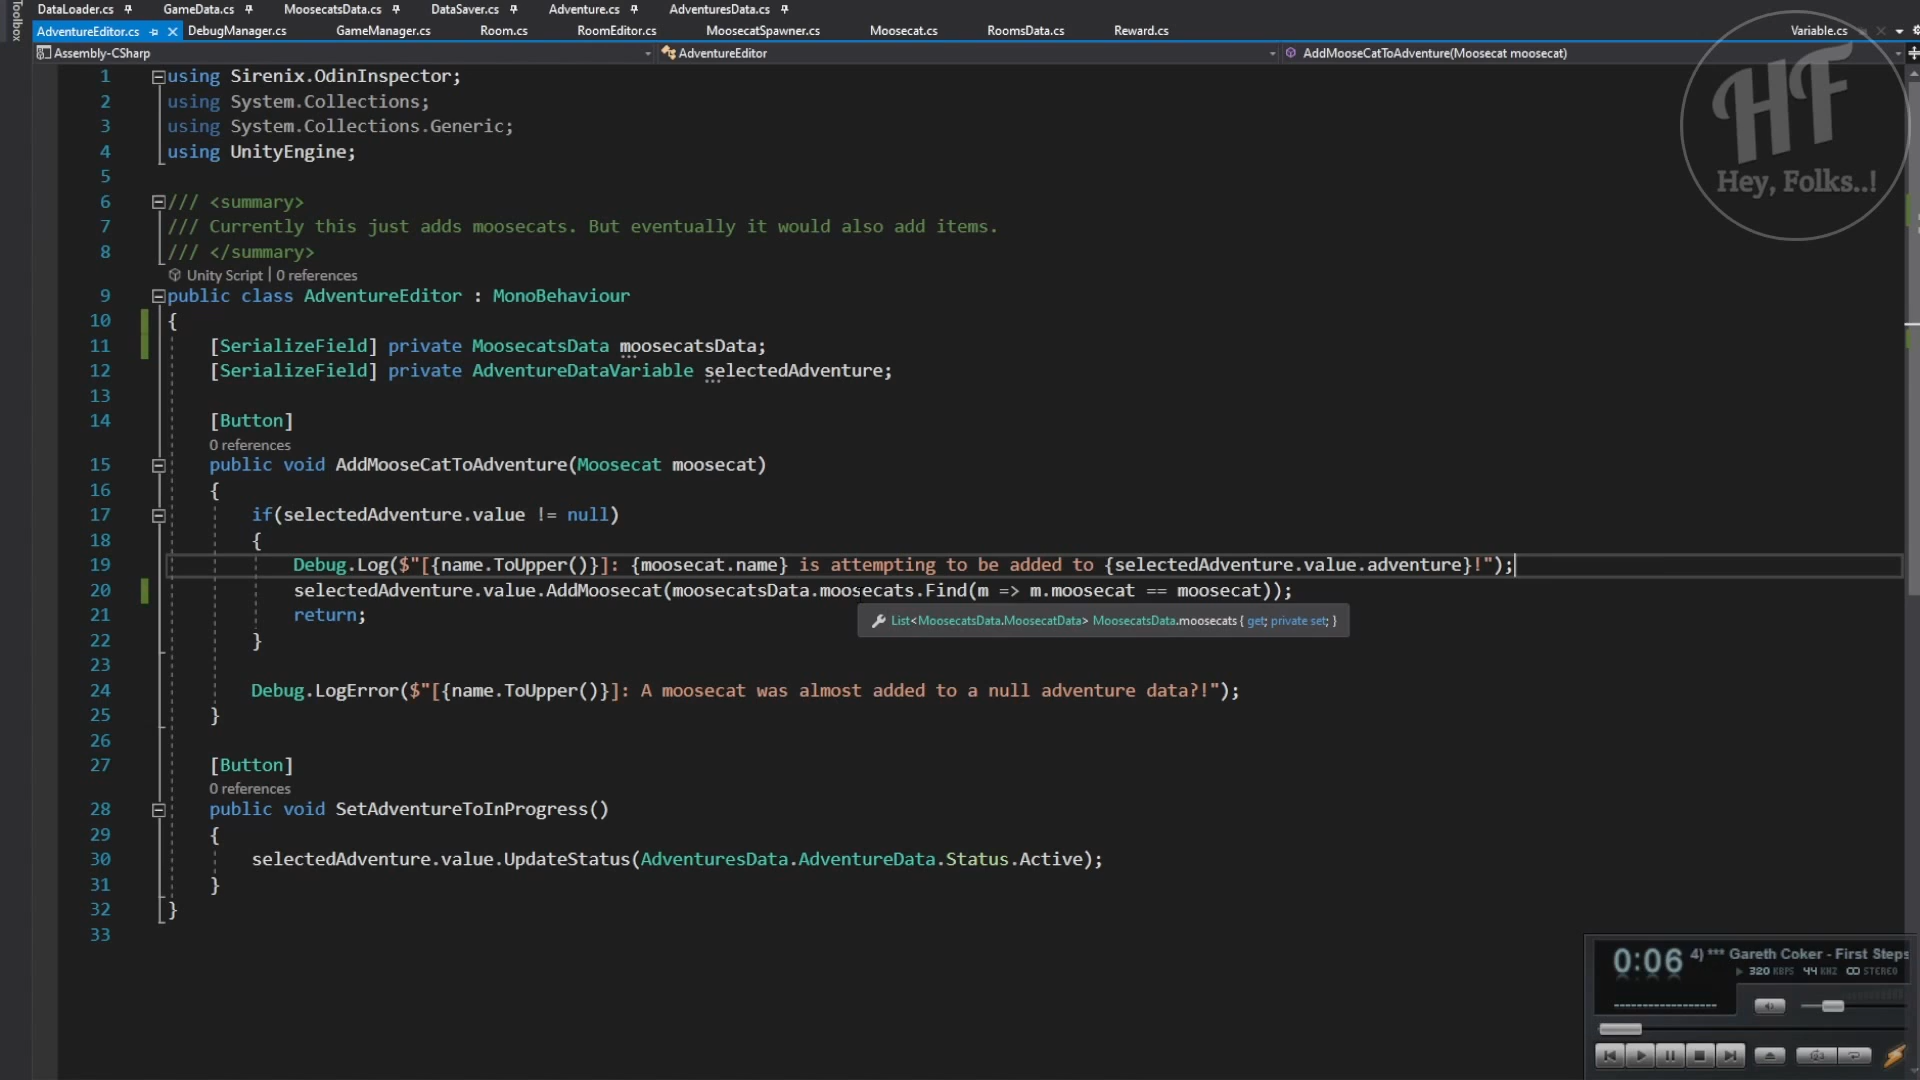 Toolbox
DataLoader.cs GameData.cs MoosecatsData.cs DataSaver.cs Adventure.cs AdventuresData.cs
AdventureEditor.cs DebugManager.cs GameManager.cs Room.cs RoomEditor.cs MoosecatSpawner.cs Moosecat.cs RoomsData.cs Reward.cs Variable.cs
Assembly-CSharp AdventureEditor AddMooseCatToAdventure(Moosecat moosecat)
1 using Sirenix.OdinInspector;
2 using System.Collections;
3 using System.Collections.Generic;
4 using UnityEngine;
5
6 /// <summary>
7 /// Currently this just adds moosecats. But eventually it would also add items.
8 /// </summary>
Unity Script | 0 references
9 public class AdventureEditor : MonoBehaviour
10 {
11 [SerializeField] private MoosecatsData moosecatsData;
12 [SerializeField] private AdventureDataVariable selectedAdventure;
13
14 [Button]
0 references
15 public void AddMooseCatToAdventure(Moosecat moosecat)
16 {
17 if(selectedAdventure.value != null)
18 {
19 Debug.Log($"[{name.ToUpper()}]: {moosecat.name} is attempting to be added to {selectedAdventure.value.adventure}!");
20 selectedAdventure.value.AddMoosecat(moosecatsData.moosecats.Find(m => m.moosecat == moosecat));
21 return;
List<MoosecatsData.MoosecatData> MoosecatsData.moosecats { get; private set; }
22 }
23
24 Debug.LogError($"[{name.ToUpper()}]: A moosecat was almost added to a null adventure data?!");
25 }
26
27 [Button]
0 references
28 public void SetAdventureToInProgress()
29 {
30 selectedAdventure.value.UpdateStatus(AdventuresData.AdventureData.Status.Active);
31 }
32 }
33
HF
Hey, Folks..!
0:06 4) *** Gareth Coker - First Steps
320 KBPS 44 KHZ STEREO